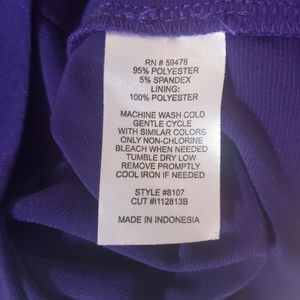 RN # 59478
95% POLYESTER
5% SPANDEX
LINING:
100% POLYESTER
MACHINE WASH COLD
GENTLE CYCLE
WITH SIMILAR COLORS
ONLY NON-CHLORINE
BLEACH WHEN NEEDED
TUMBLE DRY LOW
REMOVE PROMPTLY
COOL IRON IF NEEDED
STYLE #8107
CUT #I112813B
MADE IN INDONESIA